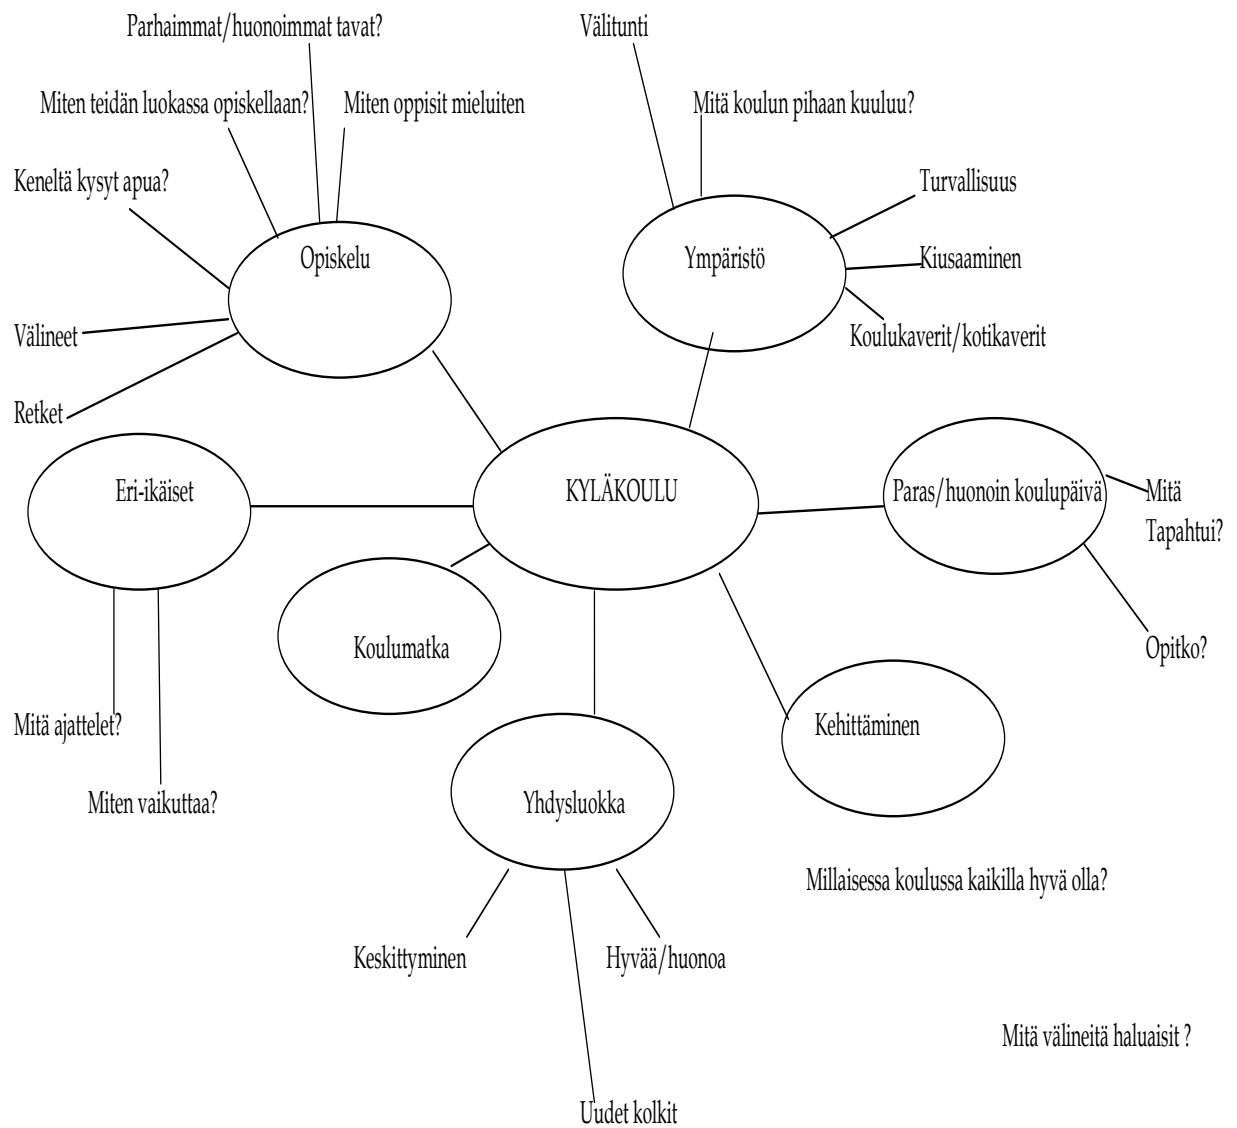 Parhaimmat/huonoimmat tavat?
Välitunti
Miten teidän luokassa opiskellaan?
Miten oppisit mieluiten
Mitä koulun pihaan kuuluu?
Keneltä kysyt apua?
Turvallisuus
Opiskelu
Ympäristö
Kiusaaminen
Välineet
Koulukaverit/kotikaverit
Retket
Eri-ikäiset
KYLÄKOULU
Paras/huonoin koulupäivä
Mitä
Tapahtui?
Koulumatka
Opitko?
Mitä ajattelet?
Kehittäminen
Miten vaikuttaa?
Yhdysluokka
Millaisessa koulussa kaikilla hyvä olla?
Keskittyminen
Hyvää/huonoa
Mitä välineitä haluaisit ?
Uudet kolkit